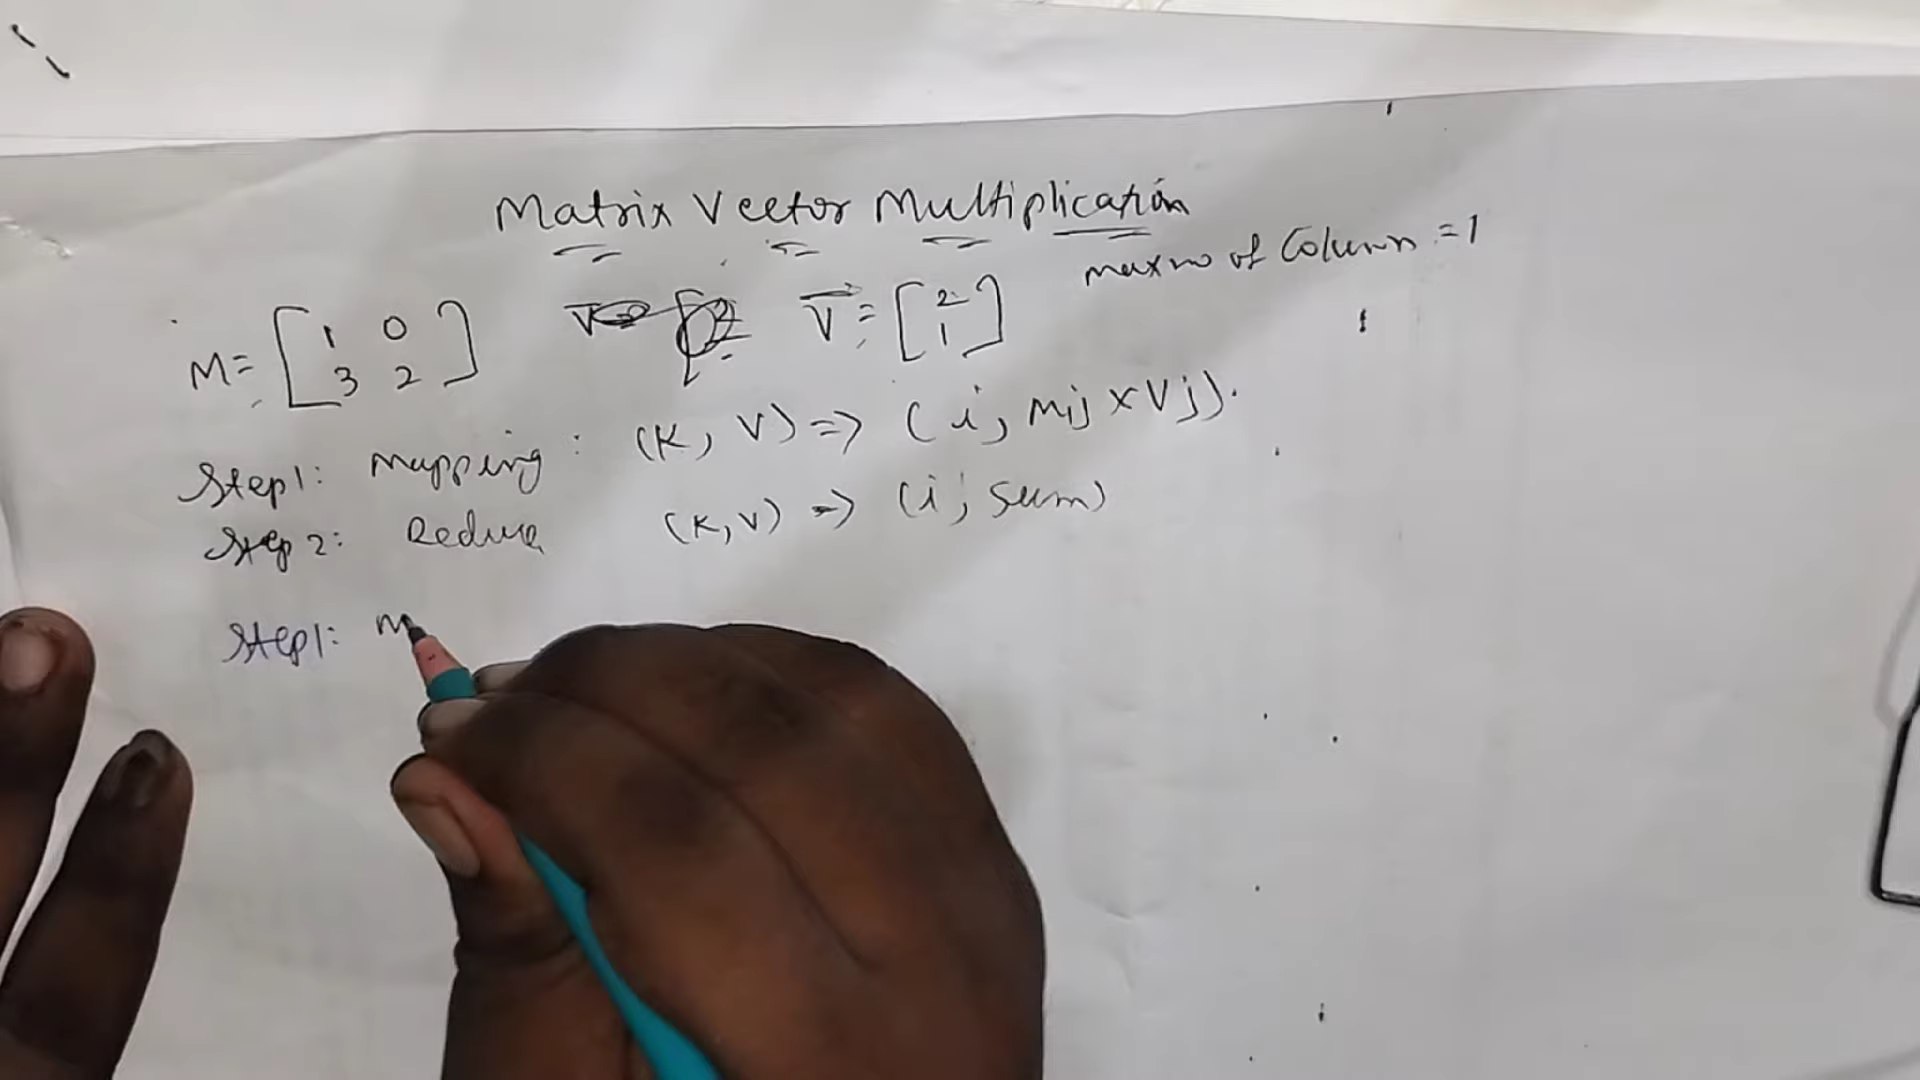 Matrix Vector Multiplication
max no of Column = 1
M = [ 1 0
3 2 ]
V = [ 2
1 ]
Step1: Mapping : (K, V) => (i, Mij × Vj).
Step 2: Reduce (K, V) -> (i, Sum)
Step1: M